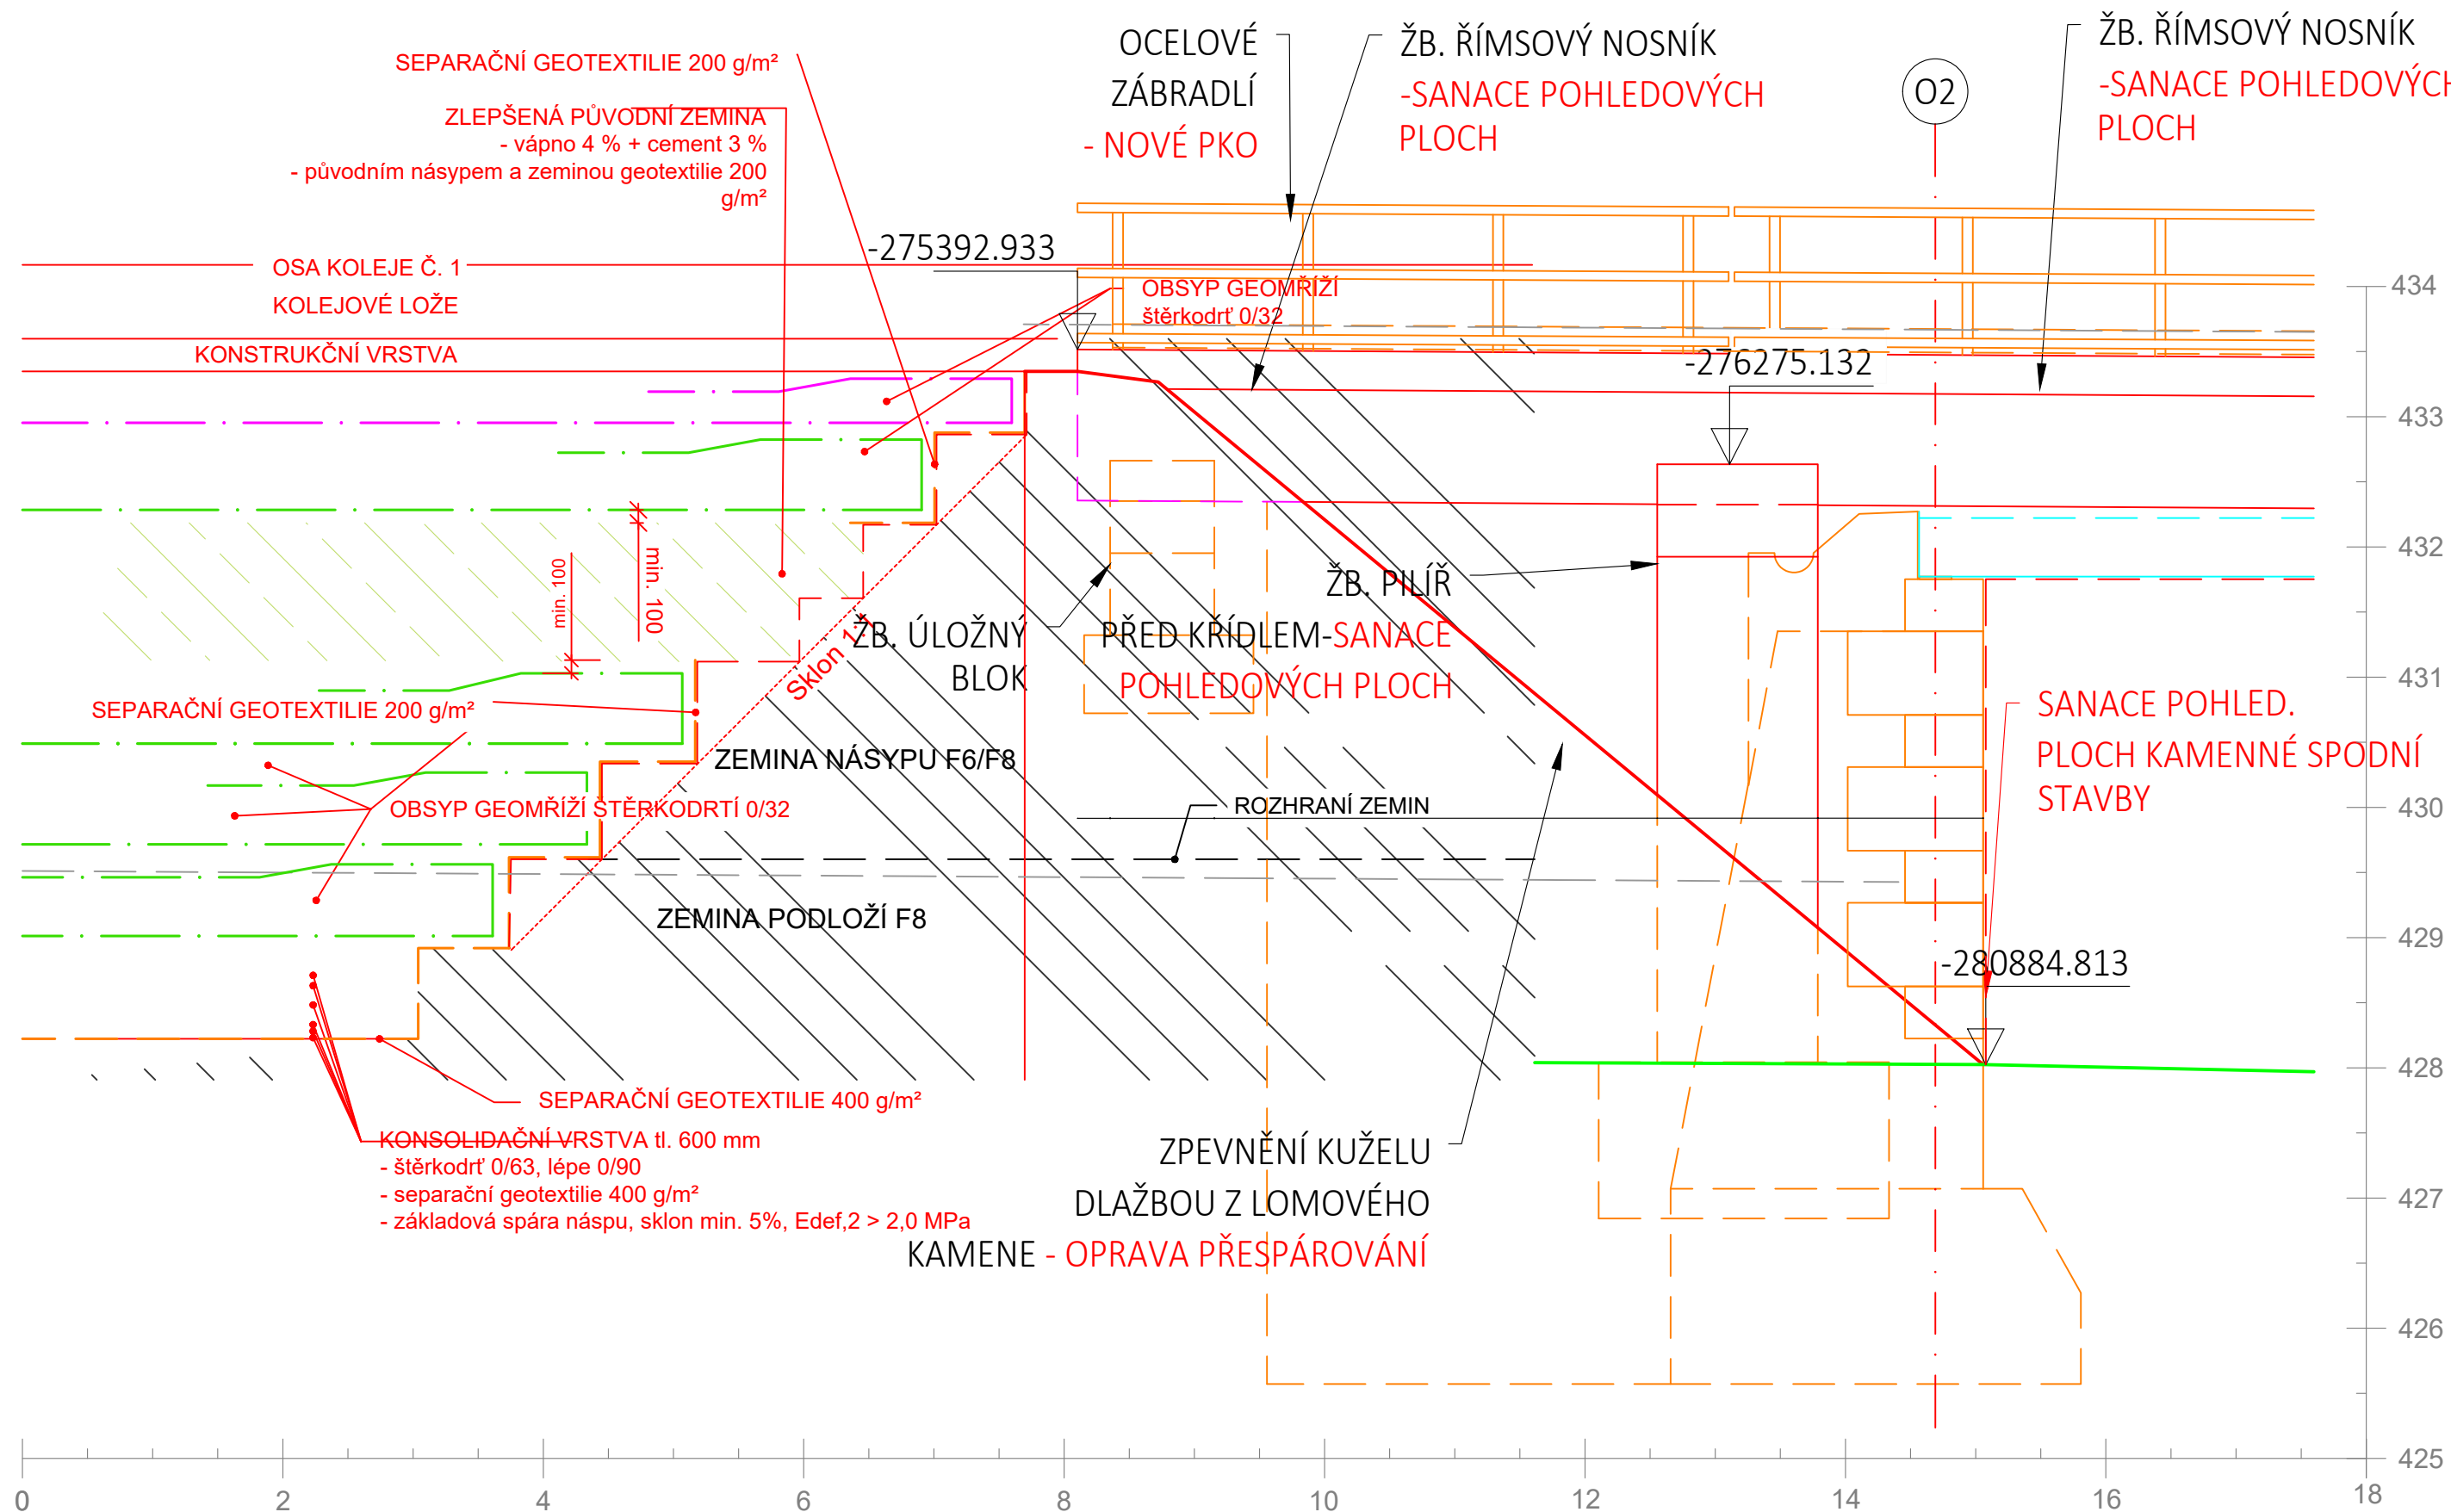 OCELOVÉ
ZÁBRADLÍ
- NOVÉ PKO
ŽB. ŘÍMSOVÝ NOSNÍK
-SANACE POHLEDOVÝCH
PLOCH
O2
ŽB. ŘÍMSOVÝ NOSNÍK
-SANACE POHLEDOVÝCH
PLOCH
SEPARAČNÍ GEOTEXTILIE 200 g/m²
ZLEPŠENÁ PŮVODNÍ ZEMINA
- vápno 4 % + cement 3 %
- původním násypem a zeminou geotextilie 200
g/m²
-275392.933
OSA KOLEJE Č. 1
KOLEJOVÉ LOŽE
KONSTRUKČNÍ VRSTVA
OBSYP GEOMŘÍŽÍ
štěrkodrť 0/32
-276275.132
min. 100
min. 100
Sklon 1:1
ŽB. ÚLOŽNÝ
BLOK
ŽB. PILÍŘ
PŘED KŘÍDLEM-SANACE
POHLEDOVÝCH PLOCH
SEPARAČNÍ GEOTEXTILIE 200 g/m²
ZEMINA NÁSYPU F6/F8
OBSYP GEOMŘÍŽÍ ŠTĚRKODRTÍ 0/32
ROZHRANÍ ZEMIN
SANACE POHLED.
PLOCH KAMENNÉ SPODNÍ
STAVBY
ZEMINA PODLOŽÍ F8
-280884.813
SEPARAČNÍ GEOTEXTILIE 400 g/m²
KONSOLIDAČNÍ VRSTVA tl. 600 mm
- štěrkodrť 0/63, lépe 0/90
- separační geotextilie 400 g/m²
- základová spára náspu, sklon min. 5%, Edef,2 > 2,0 MPa
ZPEVNĚNÍ KUŽELU
DLAŽBOU Z LOMOVÉHO
KAMENE - OPRAVA PŘESPÁROVÁNÍ
434
433
432
431
430
429
428
427
426
425
0 2 4 6 8 10 12 14 16 18